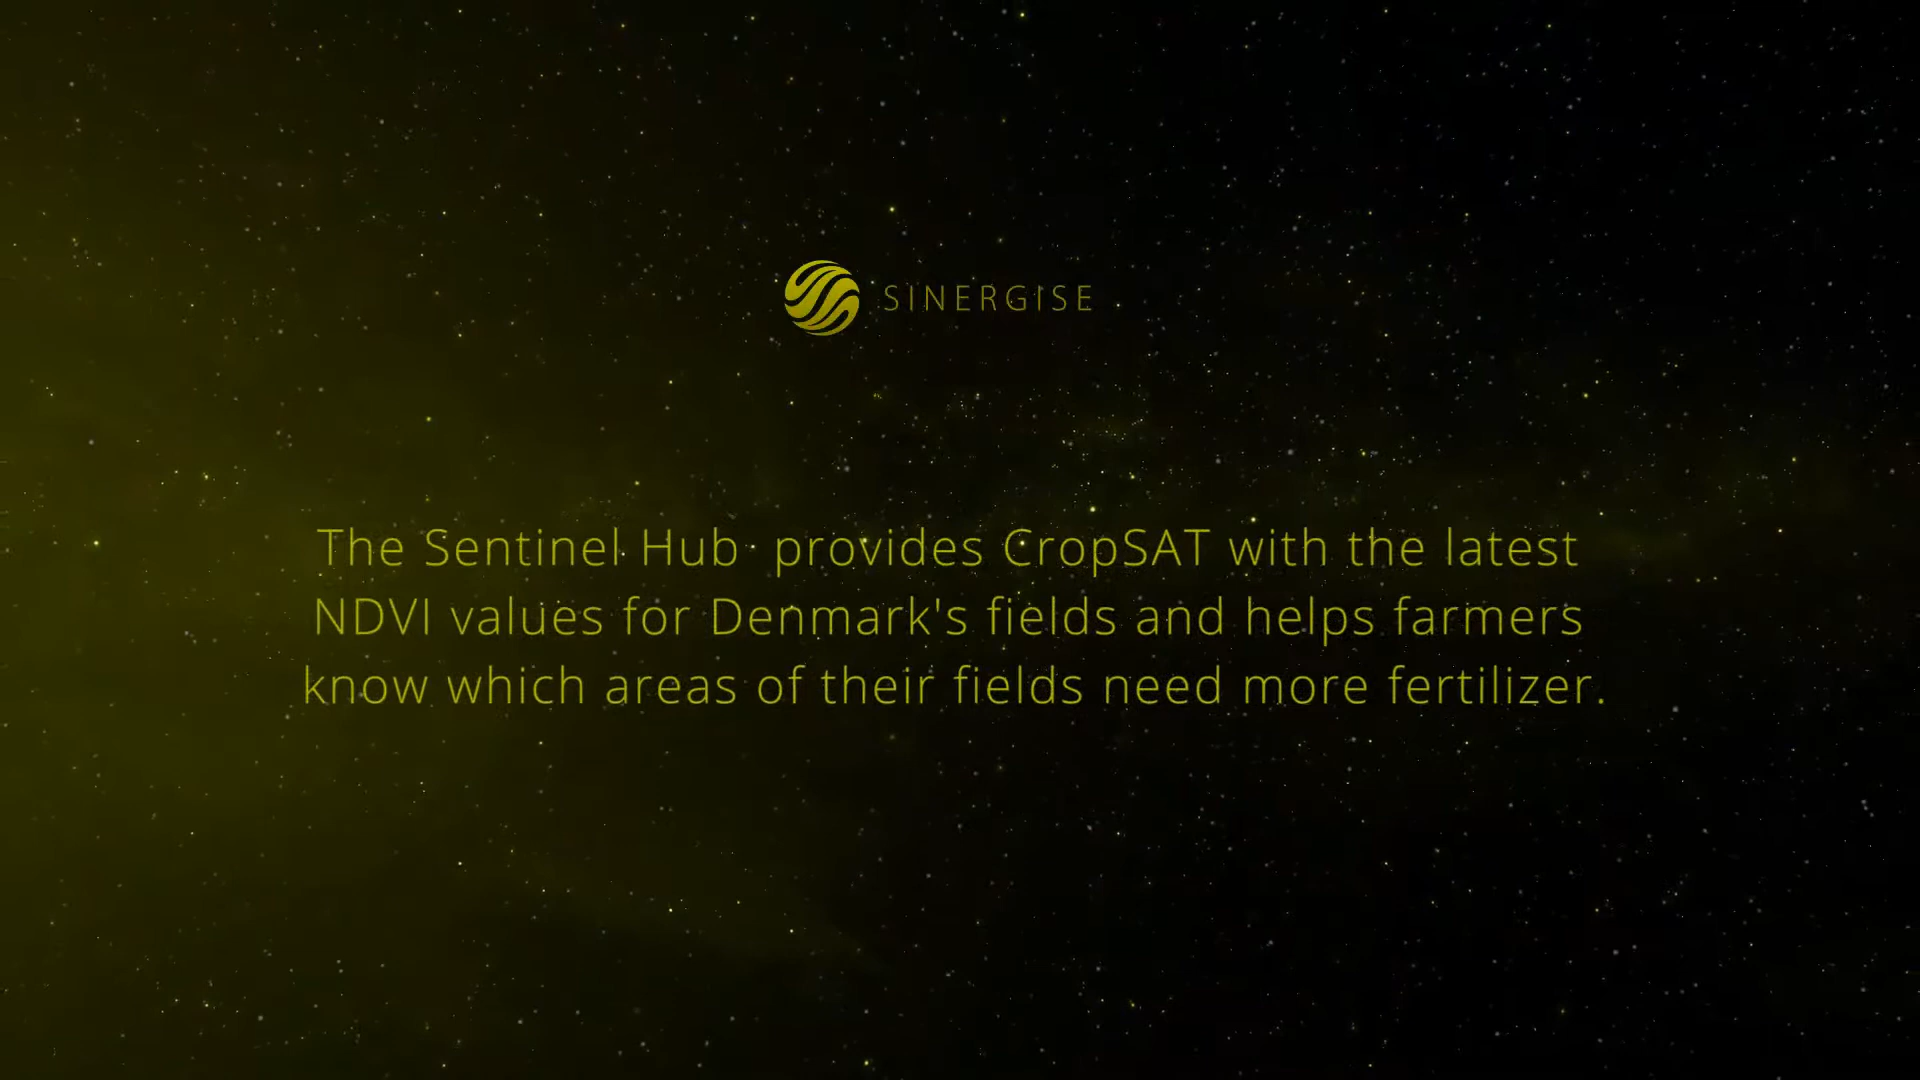 SINERGISE
The Sentinel Hub provides CropSAT with the latest
NDVI values for Denmark's fields and helps farmers
know which areas of their fields need more fertilizer.